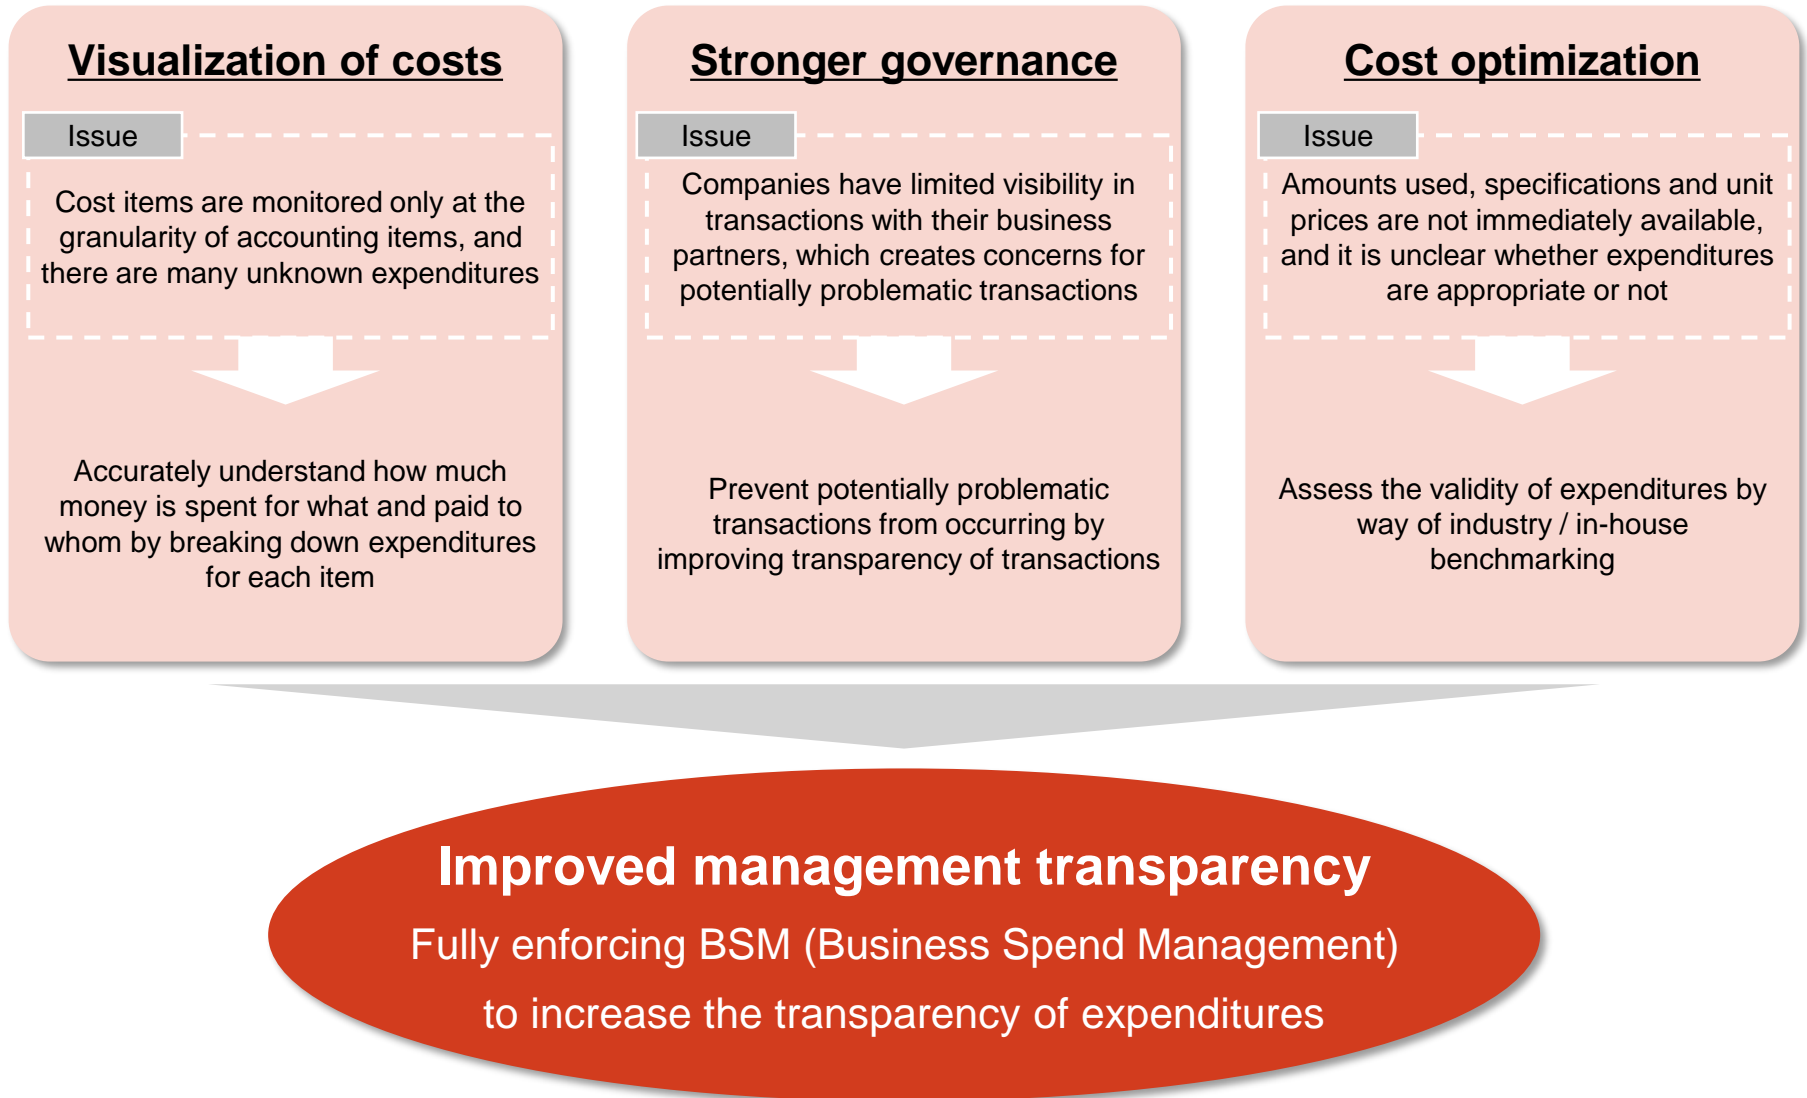 Visualization of costs
Issue
Cost items are monitored only at the
granularity of accounting items, and
there are many unknown expenditures
Accurately understand how much
money is spent for what and paid to
whom by breaking down expenditures
for each item
Stronger governance
Issue
Companies have limited visibility in
transactions with their business
partners, which creates concerns for
potentially problematic transactions
Prevent potentially problematic
transactions from occurring by
improving transparency of transactions
Cost optimization
Issue
Amounts used, specifications and unit
prices are not immediately available,
and it is unclear whether expenditures
are appropriate or not
Assess the validity of expenditures by
way of industry / in-house
benchmarking
Improved management transparency
Fully enforcing BSM (Business Spend Management)
to increase the transparency of expenditures